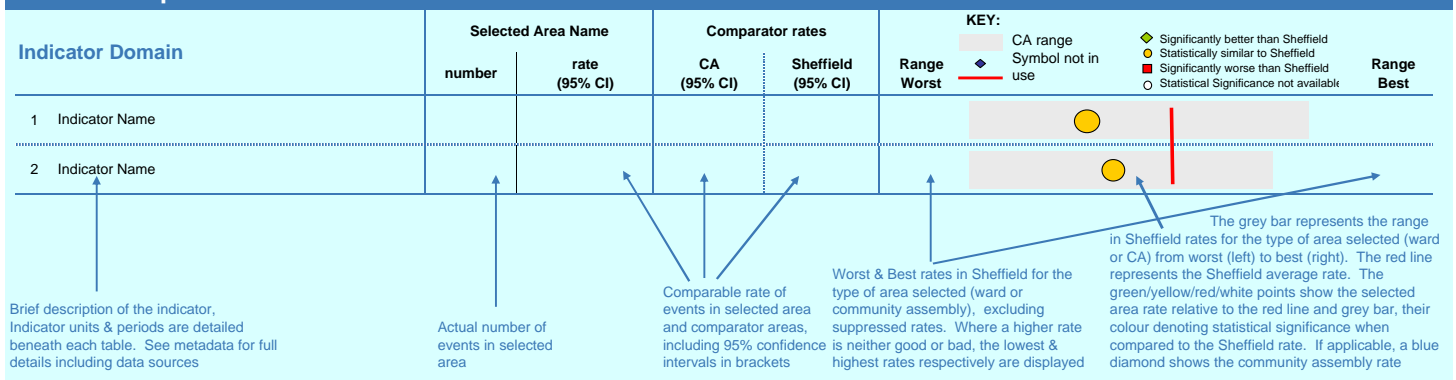 Indicator Domain
Selected Area Name
number
rate
(95% CI)
Comparator rates
CA
(95% CI)
Sheffield
(95% CI)
Range
Worst
KEY:
CA range
Symbol not in
use
Significantly better than Sheffield
Statistically similar to Sheffield
Significantly worse than Sheffield
Statistical Significance not available
Range
Best
1 Indicator Name
2 Indicator Name
Brief description of the indicator,
Indicator units & periods are detailed
beneath each table. See metadata for full
details including data sources
Actual number of
events in selected
area
Comparable rate of
events in selected area
and comparator areas,
including 95% confidence
intervals in brackets
Worst & Best rates in Sheffield for the
type of area selected (ward or
community assembly), excluding
suppressed rates. Where a higher rate
is neither good or bad, the lowest &
highest rates respectively are displayed
The grey bar represents the range
in Sheffield rates for the type of area selected (ward
or CA) from worst (left) to best (right). The red line
represents the Sheffield average rate. The
green/yellow/red/white points show the selected
area rate relative to the red line and grey bar, their
colour denoting statistical significance when
compared to the Sheffield rate. If applicable, a blue
diamond shows the community assembly rate